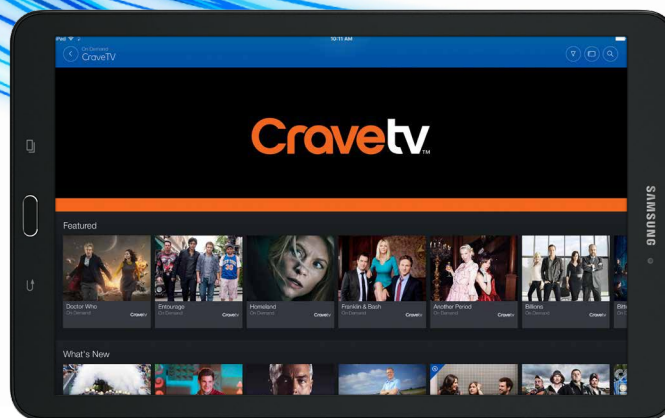 iPad
10:11 AM
On Demand
CraveTV
Cravetv™
Featured
Doctor Who
On Demand
Cravetv
Entourage
On Demand
Cravetv
Homeland
On Demand
Cravetv
Franklin & Bash
On Demand
Cravetv
Another Period
On Demand
Cravetv
Billions
On Demand
Cravetv
What's New
SAMSUNG